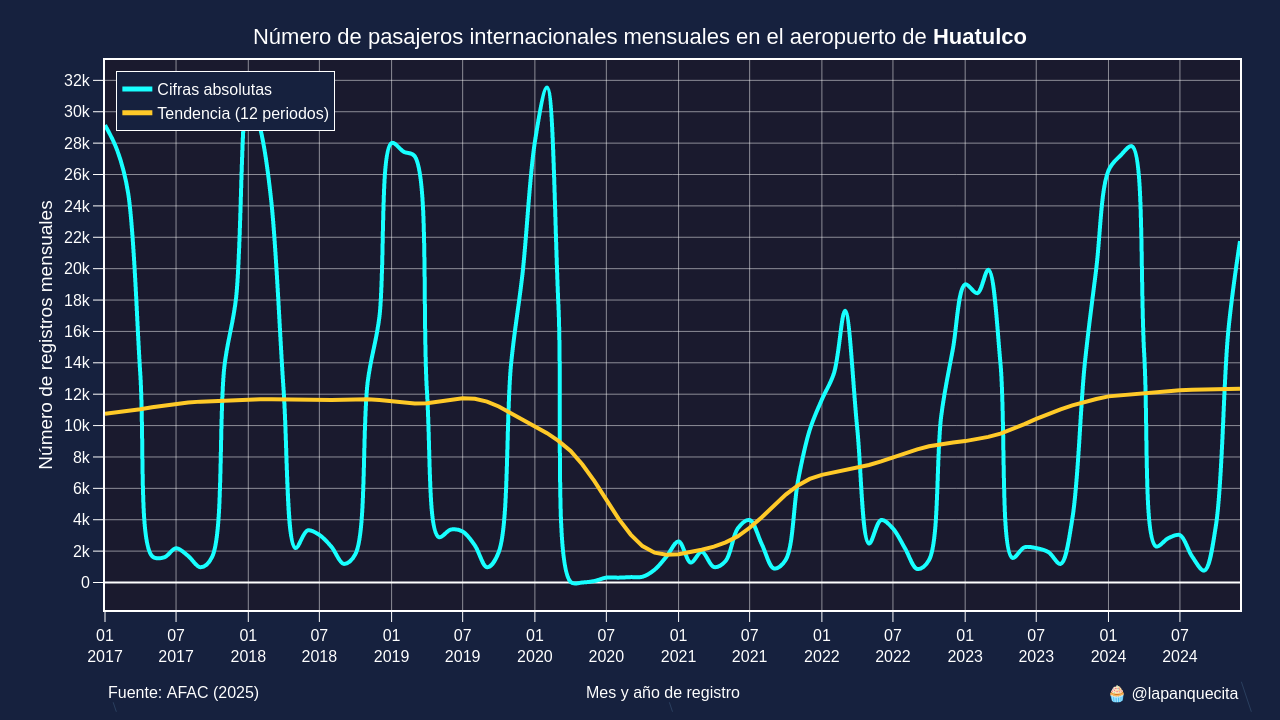 Número de pasajeros internacionales mensuales en el aeropuerto de Huatulco
Cifras absolutas
Tendencia (12 periodos)
Número de registros mensuales
32k
30k
28k
26k
24k
22k
20k
18k
16k
14k
12k
10k
8k
6k
4k
2k
0
01 07 01 07 01 07 01 07 01 07 01 07 01 07 01 07
2017 2017 2018 2018 2019 2019 2020 2020 2021 2021 2022 2022 2023 2023 2024 2024
Fuente: AFAC (2025) Mes y año de registro 🧁 @lapanquecita